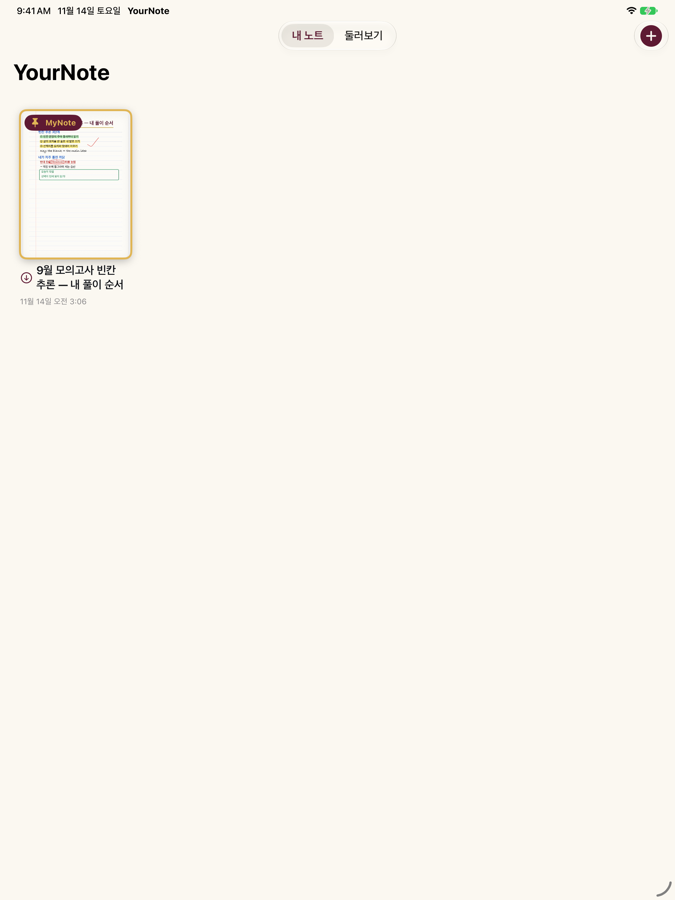 9:41 AM 11월 14일 토요일 YourNote
내 노트 둘러보기
YourNote
MyNote
— 내 풀이 순서
9월 모의고사 빈칸
추론 — 내 풀이 순서
11월 14일 오전 3:06